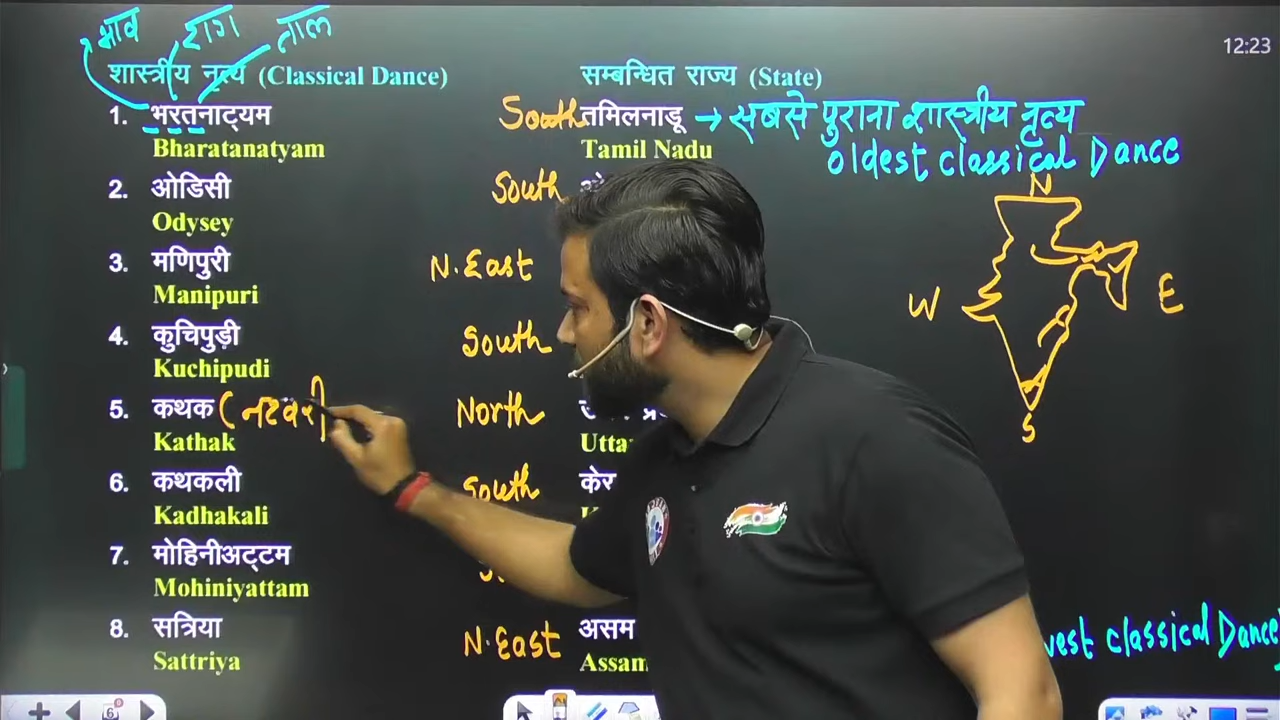 भाव राग ताल
12:23
शास्त्रीय नृत्य (Classical Dance) सम्बन्धित राज्य (State)
1. भरतनाट्यम South तमिलनाडू → सबसे पुराना शास्त्रीय नृत्य
Bharatanatyam Tamil Nadu oldest classical Dance
N
2. ओडिसी South
Odysey
3. मणिपुरी N.East
Manipuri
W E
4. कुचिपुड़ी South
Kuchipudi
5. कथक (नटवरी North
S
Kathak Utta
6. कथकली South केर
Kadhakali
7. मोहिनीअट्टम
Mohiniyattam
8. सत्रिया N.East असम
Sattriya Assam classical Dance
6